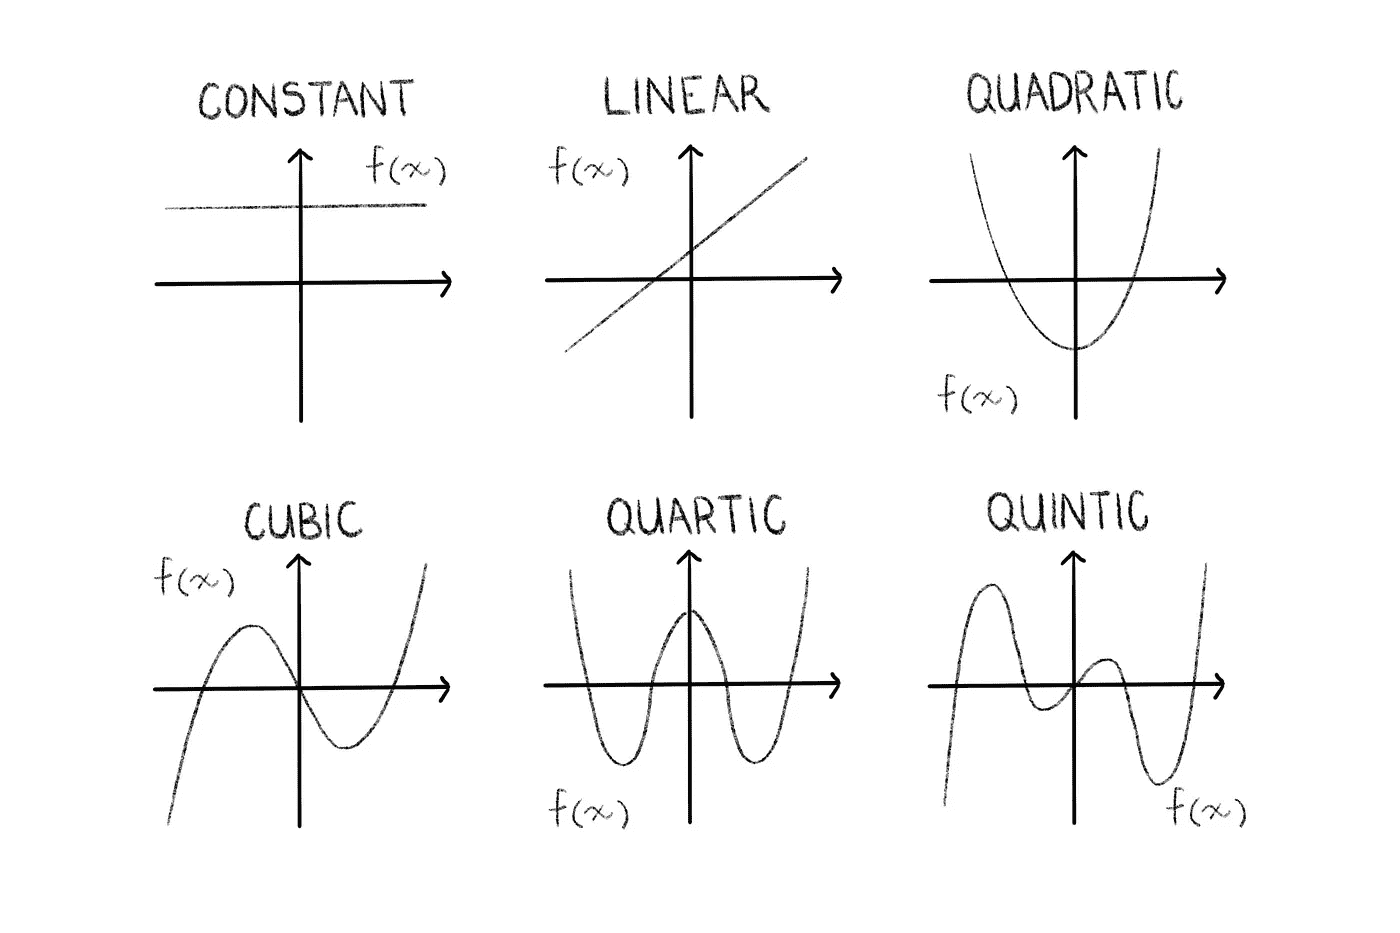 CONSTANT
f(x)
LINEAR
f(x)
QUADRATIC
f(x)
CUBIC
f(x)
QUARTIC
f(x)
QUINTIC
f(x)